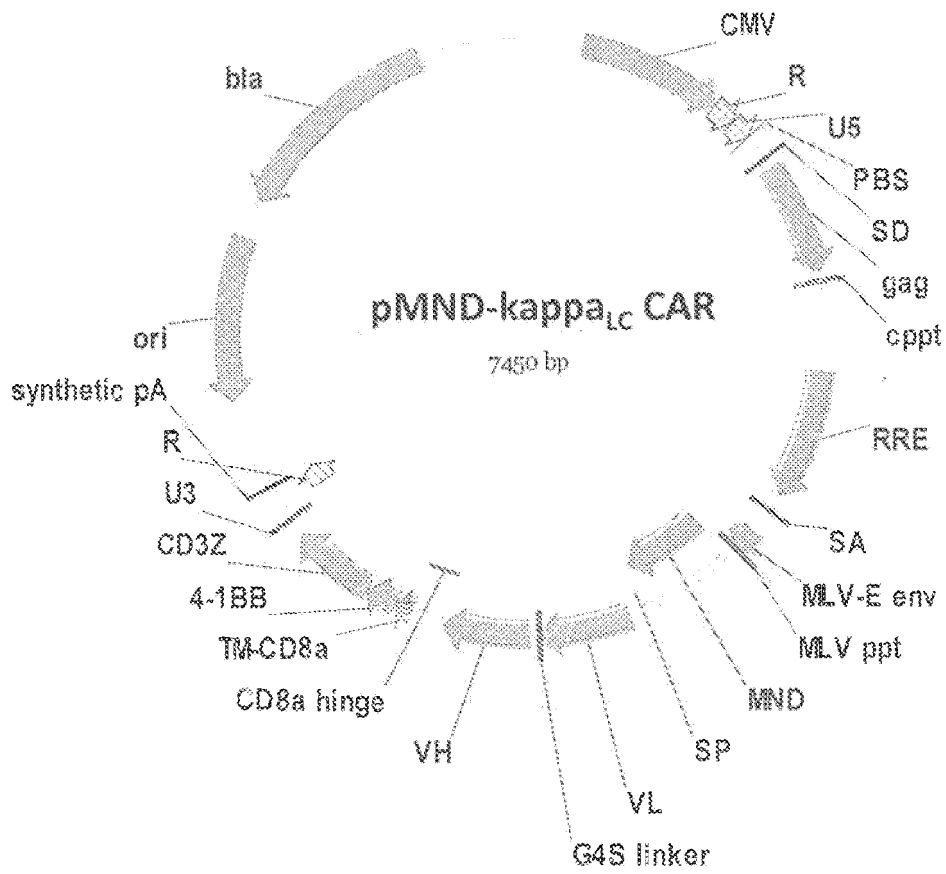 CMV
R
U5
PBS
SD
gag
cppt
RRE
SA
MLV-E env
MLV ppt
MND
SP
VL
G4S linker
VH
CD8a hinge
TM-CD8a
4-1BB
CD3Z
U3
R
synthetic pA
ori
bla
pMND-kappaLC CAR
7450 bp